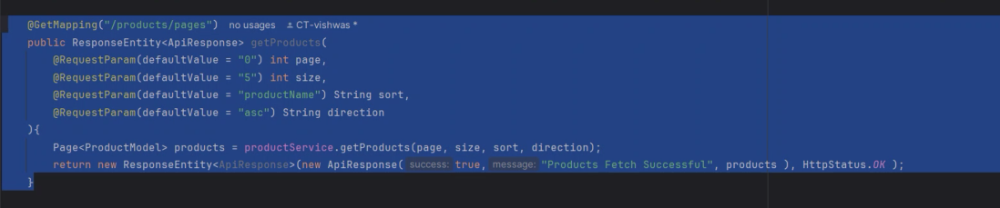 @GetMapping("/products/pages")  no usages  CT-vishwas *
public ResponseEntity<ApiResponse> getProducts(
@RequestParam(defaultValue = "0") int page,
@RequestParam(defaultValue = "5") int size,
@RequestParam(defaultValue = "productName") String sort,
@RequestParam(defaultValue = "asc") String direction
){
Page<ProductModel> products = productService.getProducts(page, size, sort, direction);
return new ResponseEntity<ApiResponse>(new ApiResponse( success: true, message: "Products Fetch Successful", products ), HttpStatus.OK );
}